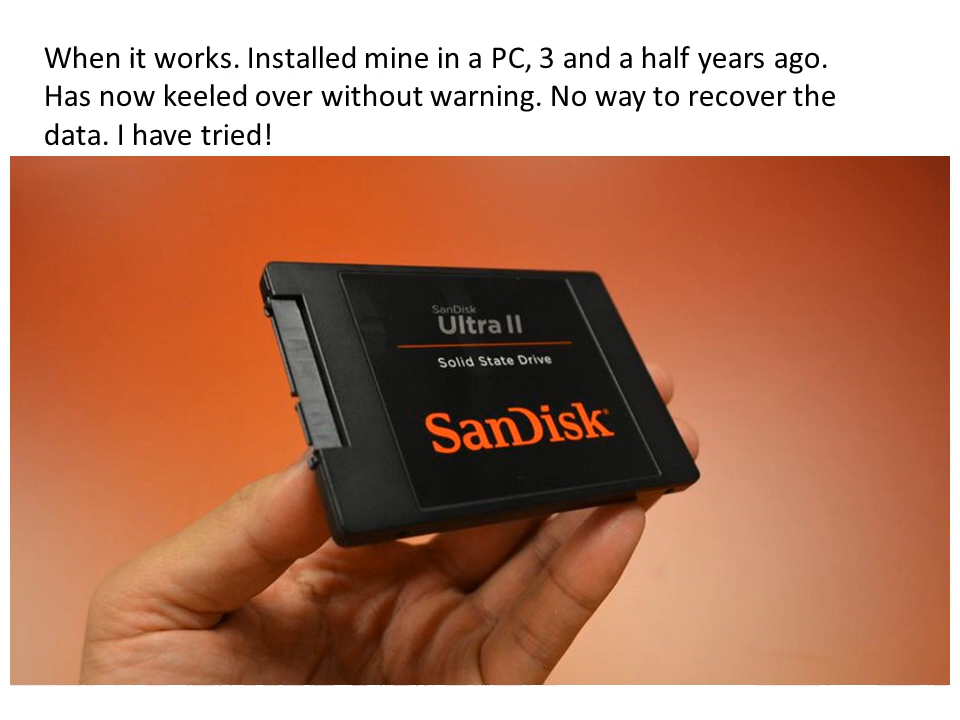 When it works. Installed mine in a PC, 3 and a half years ago.
Has now keeled over without warning. No way to recover the
data. I have tried!
SanDisk
Ultra II
Solid State Drive
SanDisk